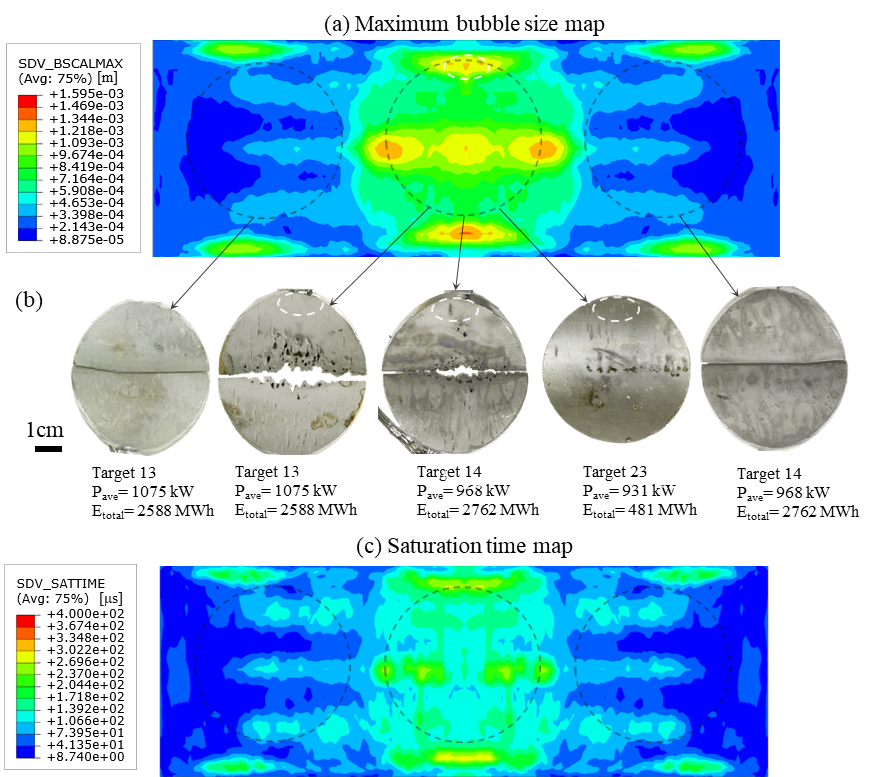 (a) Maximum bubble size map
SDV_BSCALMAX
(Avg: 75%) [m]
+1.595e-03
+1.469e-03
+1.344e-03
+1.218e-03
+1.093e-03
+9.674e-04
+8.419e-04
+7.164e-04
+5.908e-04
+4.653e-04
+3.398e-04
+2.143e-04
+8.875e-05
(b)
1cm
Target 13
Pave= 1075 kW
Etotal= 2588 MWh
Target 13
Pave= 1075 kW
Etotal= 2588 MWh
Target 14
Pave= 968 kW
Etotal= 2762 MWh
Target 23
Pave= 931 kW
Etotal= 481 MWh
Target 14
Pave= 968 kW
Etotal= 2762 MWh
(c) Saturation time map
SDV_SATTIME
(Avg: 75%) [μs]
+4.000e+02
+3.674e+02
+3.348e+02
+3.022e+02
+2.696e+02
+2.370e+02
+2.044e+02
+1.718e+02
+1.392e+02
+1.066e+02
+7.395e+01
+4.135e+01
+8.740e+00